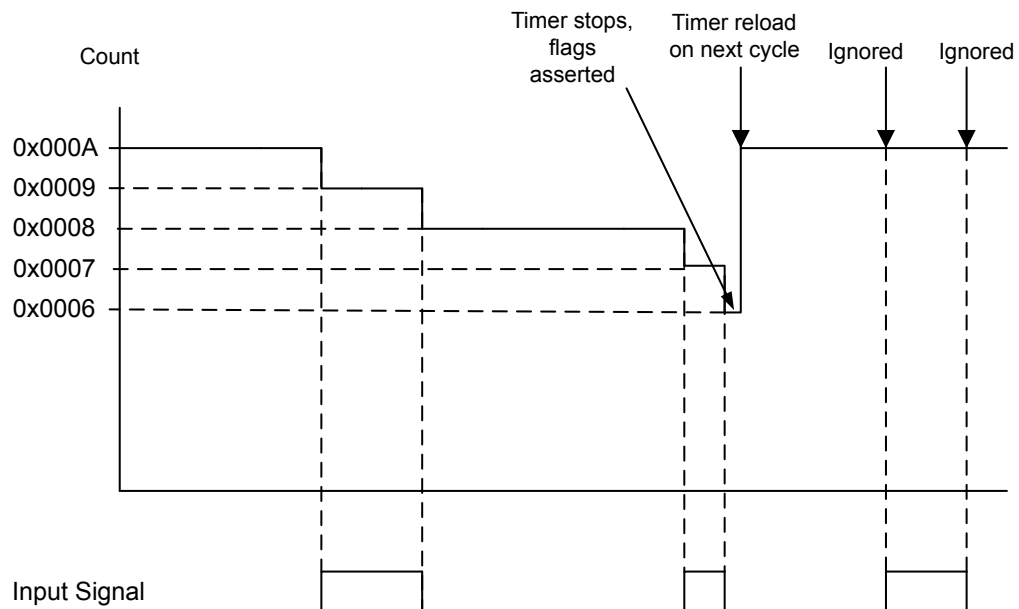 Timer stops,
flags
asserted
Timer reload
on next cycle
Ignored
Ignored
Count
0x000A
0x0009
0x0008
0x0007
0x0006
Input Signal